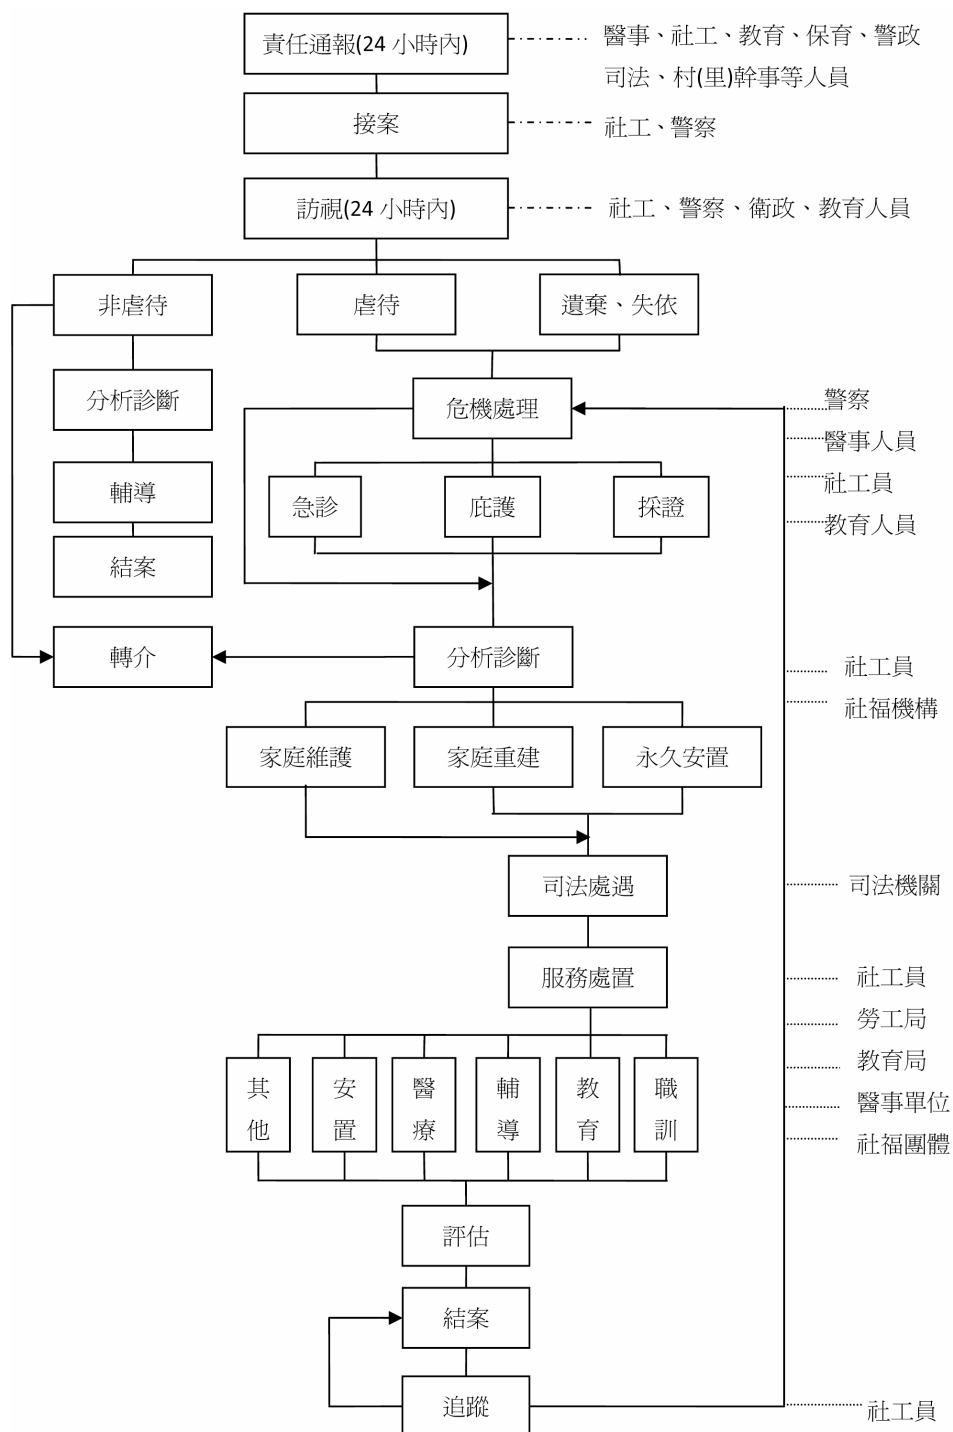 責任通報(24 小時內)
醫事、社工、教育、保育、警政
司法、村(里)幹事等人員
接案
社工、警察
訪視(24 小時內)
社工、警察、衛政、教育人員
非虐待
虐待
遺棄、失依
分析診斷
輔導
結案
轉介
危機處理
警察
醫事人員
社工員
教育人員
急診
庇護
採證
分析診斷
社工員
社福機構
家庭維護
家庭重建
永久安置
司法處遇
司法機關
服務處置
社工員
勞工局
教育局
醫事單位
社福團體
其他
安置
醫療
輔導
教育
職訓
評估
結案
追蹤
社工員